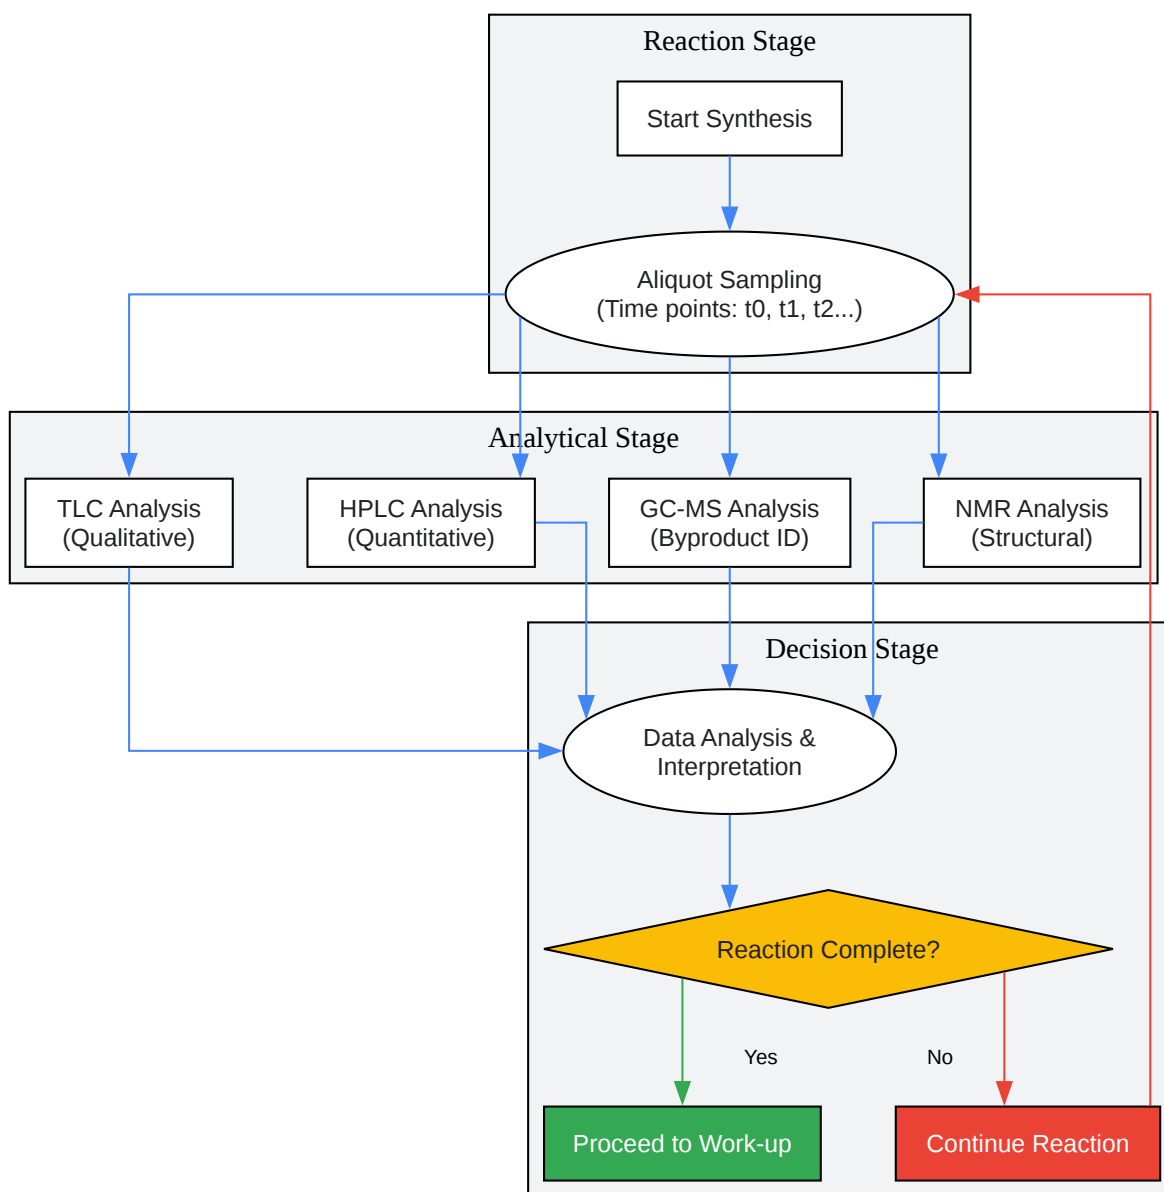 Reaction Stage
Start Synthesis
Aliquot Sampling
(Time points: t0, t1, t2...)
Analytical Stage
TLC Analysis
(Qualitative)
HPLC Analysis
(Quantitative)
GC-MS Analysis
(Byproduct ID)
NMR Analysis
(Structural)
Decision Stage
Data Analysis &
Interpretation
Reaction Complete?
Yes
No
Proceed to Work-up
Continue Reaction